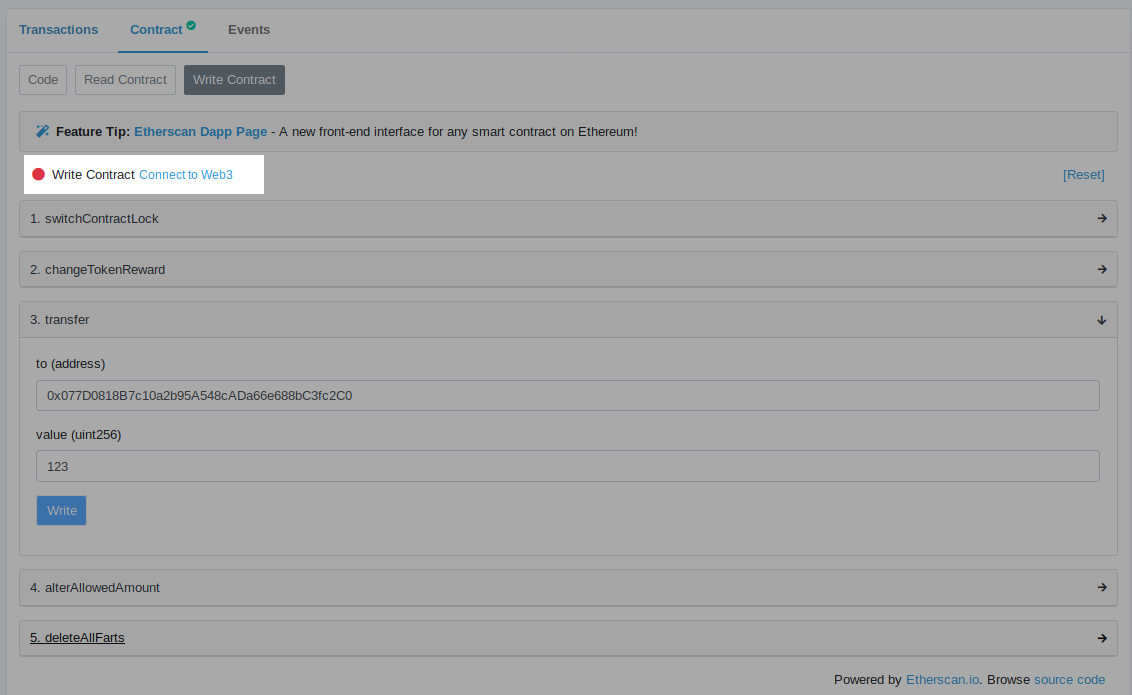 Transactions Contract Events
Code Read Contract Write Contract
Feature Tip: Etherscan Dapp Page - A new front-end interface for any smart contract on Ethereum!
Write Contract Connect to Web3 [Reset]
1. switchContractLock
2. changeTokenReward
3. transfer
to (address)
0x077D0818B7c10a2b95A548cADa66e688bC3fc2C0
value (uint256)
123
Write
4. alterAllowedAmount
5. deleteAllFarts
Powered by Etherscan.io. Browse source code